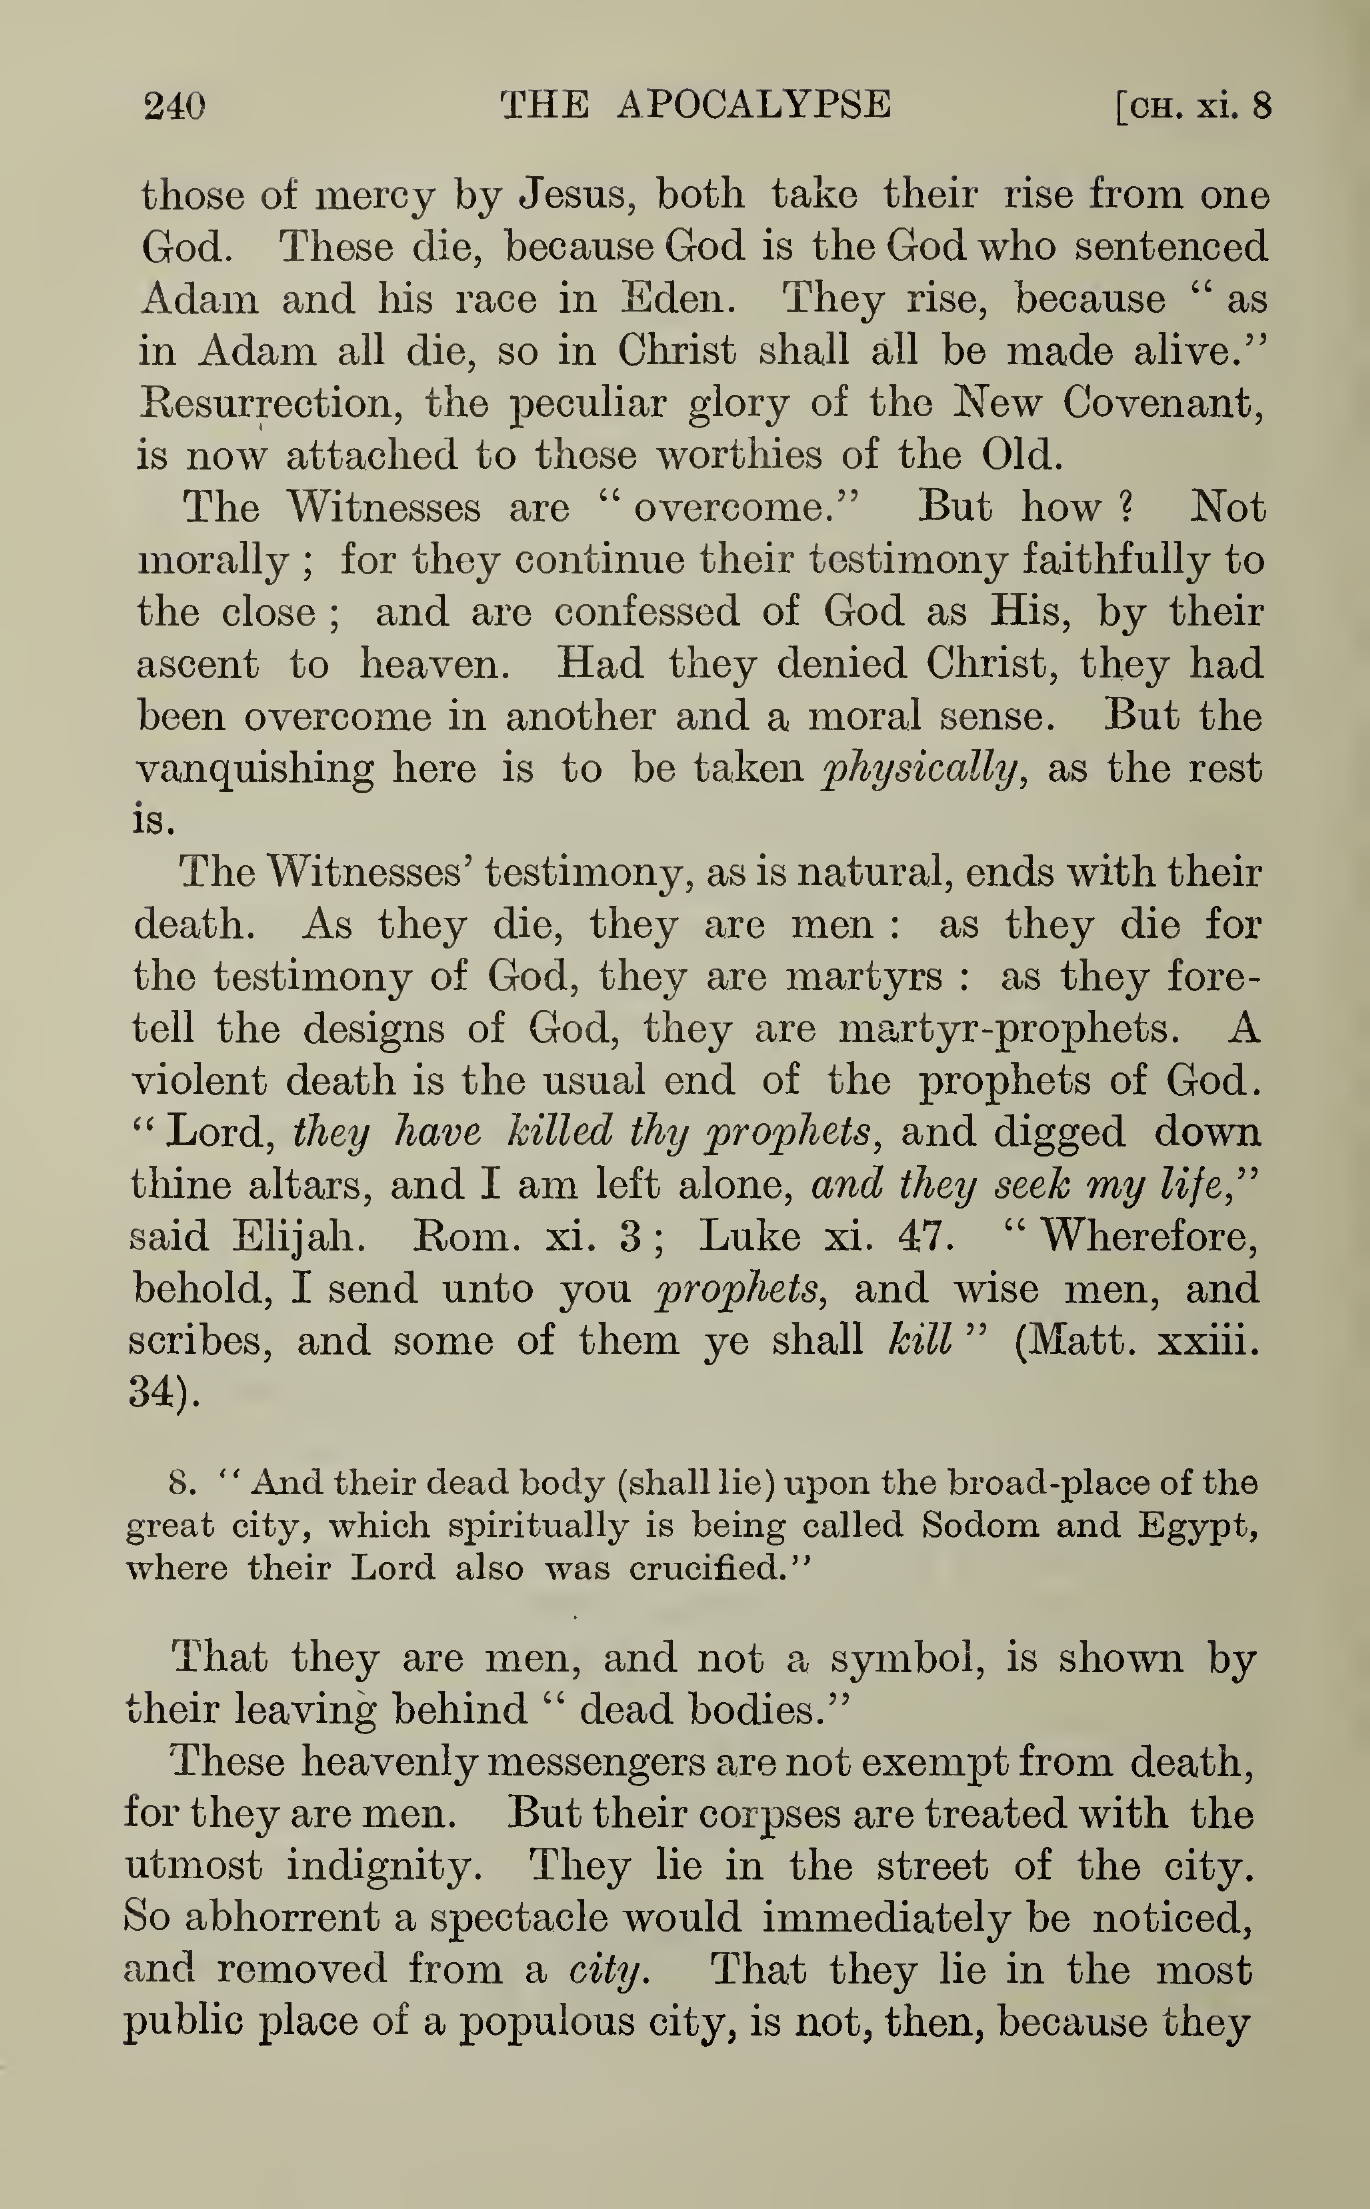 240 THE APOCALYPSE [CH. xi. 8
those of mercy by Jesus, both take their rise from one
God. These die, because God is the God who sentenced
Adam and his race in Eden. They rise, because “ as
in Adam all die, so in Christ shall all be made alive.”
Resurrection, the peculiar glory of the New Covenant,
is now attached to these worthies of the Old.
The Witnesses are “ overcome.” But how ? Not
morally ; for they continue their testimony faithfully to
the close ; and are confessed of God as His, by their
ascent to heaven. Had they denied Christ, they had
been overcome in another and a moral sense. But the
vanquishing here is to be taken physically, as the rest
is.
The Witnesses’ testimony, as is natural, ends with their
death. As they die, they are men : as they die for
the testimony of God, they are martyrs : as they fore-
tell the designs of God, they are martyr-prophets. A
violent death is the usual end of the prophets of God.
“ Lord, they have killed thy prophets, and digged down
thine altars, and I am left alone, and they seek my life,”
said Elijah. Rom. xi. 3 ; Luke xi. 47. “ Wherefore,
behold, I send unto you prophets, and wise men, and
scribes, and some of them ye shall kill ” (Matt. xxiii.
34).
8. “ And their dead body (shall lie) upon the broad-place of the
great city, which spiritually is being called Sodom and Egypt,
where their Lord also was crucified.”
That they are men, and not a symbol, is shown by
their leaving behind “ dead bodies.”
These heavenly messengers are not exempt from death,
for they are men. But their corpses are treated with the
utmost indignity. They lie in the street of the city.
So abhorrent a spectacle would immediately be noticed,
and removed from a city. That they lie in the most
public place of a populous city, is not, then, because they